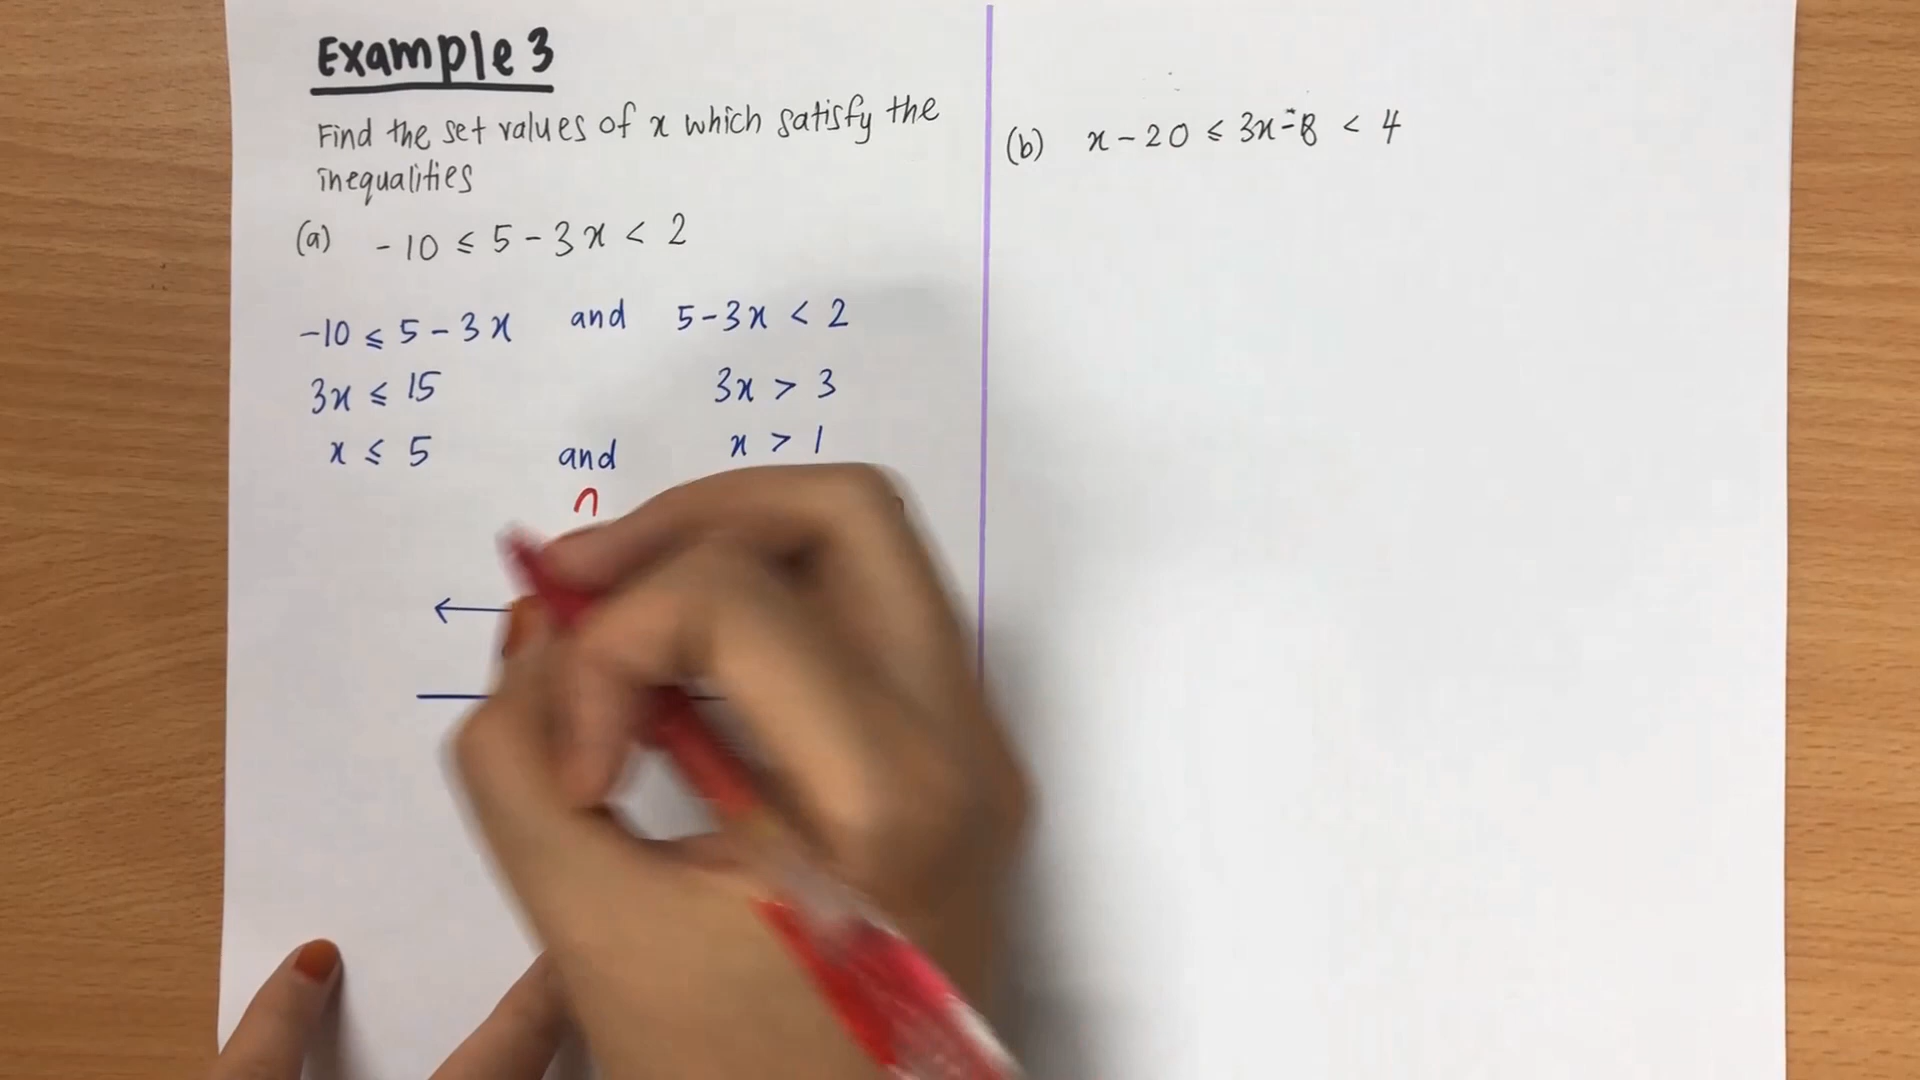 Example 3
Find the set values of x which satisfy the
inequalities
(a) -10 ≤ 5 - 3x < 2
-10 ≤ 5 - 3x and 5 - 3x < 2
3x ≤ 15 3x > 3
x ≤ 5 and x > 1
∩
(b) x - 20 ≤ 3x - 8 < 4